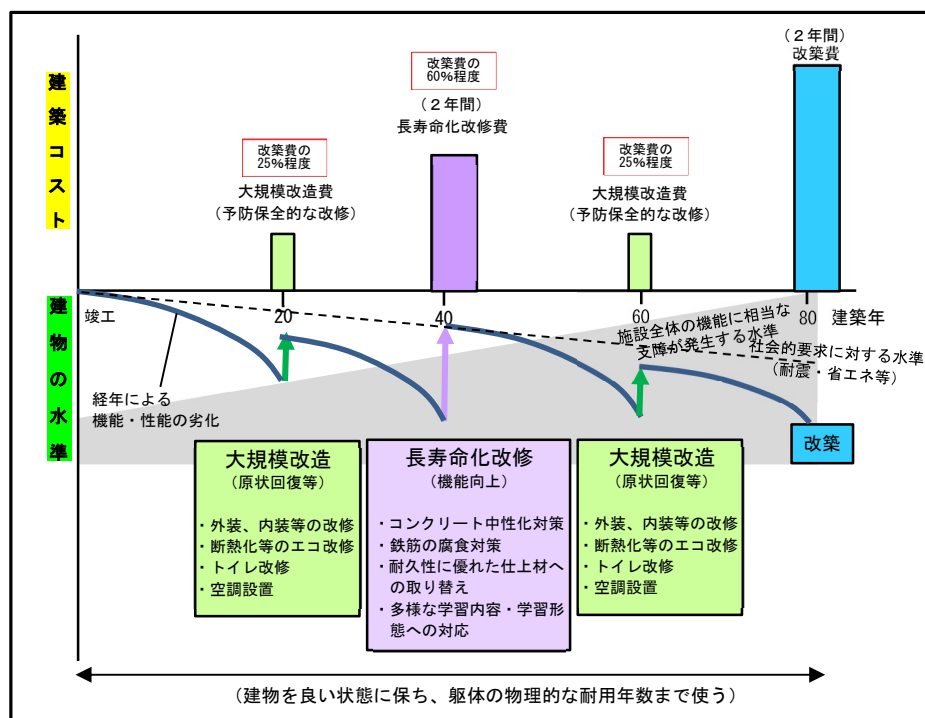 建築コスト
建物の水準
改築費の
25%程度
大規模改造費
(予防保全的な改修)
改築費の
60%程度
(2年間)
長寿命化改修費
改築費の
25%程度
大規模改造費
(予防保全的な改修)
(2年間)
改築費
竣工
20
40
60
80
建築年
施設全体の機能に相当な
支障が発生する水準
社会的要求に対する水準
(耐震・省エネ等)
経年による
機能・性能の劣化
大規模改造
(原状回復等)
・外装、内装等の改修
・断熱化等のエコ改修
・トイレ改修
・空調設置
長寿命化改修
(機能向上)
・コンクリート中性化対策
・鉄筋の腐食対策
・耐久性に優れた仕上材へ
の取り替え
・多様な学習内容・学習形
態への対応
大規模改造
(原状回復等)
・外装、内装等の改修
・断熱化等のエコ改修
・トイレ改修
・空調設置
改築
(建物を良い状態に保ち、躯体の物理的な耐用年数まで使う)